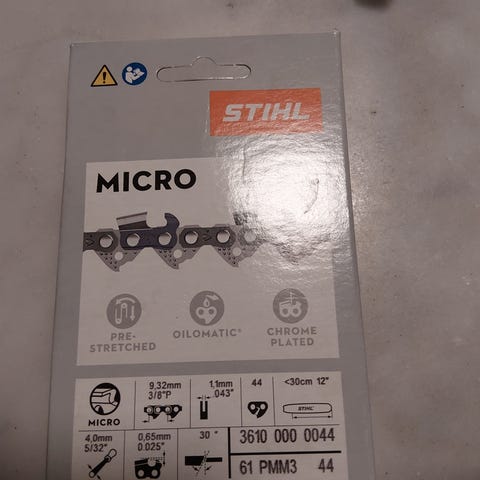 STIHL
MICRO
PRE-
STRETCHED
OILOMATIC®
CHROME
PLATED
MICRO
9,32mm
3/8"P
1,1mm
.043"
44
<30cm 12"
STIHL
4,0mm
5/32"
0,65mm
0.025"
30 °
3610 000 0044
61 PMM3 44